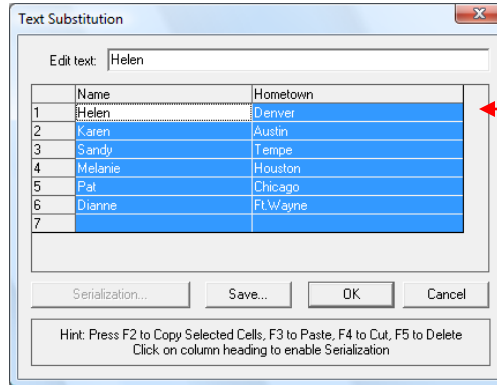 Text Substitution
Edit text: Helen
Name Hometown
1 Helen Denver
2 Karen Austin
3 Sandy Tempe
4 Melanie Houston
5 Pat Chicago
6 Dianne Ft.Wayne
7
Serialization... Save... OK Cancel
Hint: Press F2 to Copy Selected Cells, F3 to Paste, F4 to Cut, F5 to Delete
Click on column heading to enable Serialization